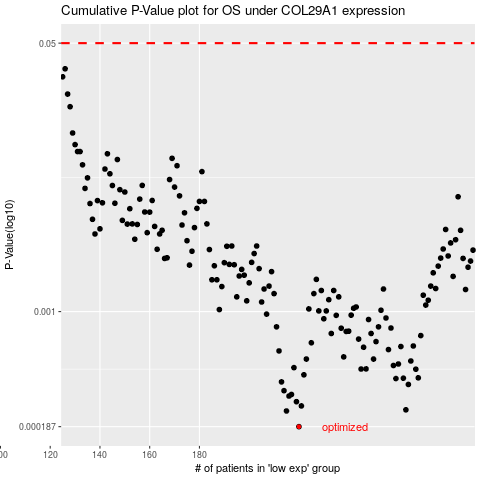 Cumulative P-Value plot for OS under COL29A1 expression
0.05
P-Value(log10)
0.001
0.000187
optimized
00 120 140 160 180
# of patients in 'low exp' group